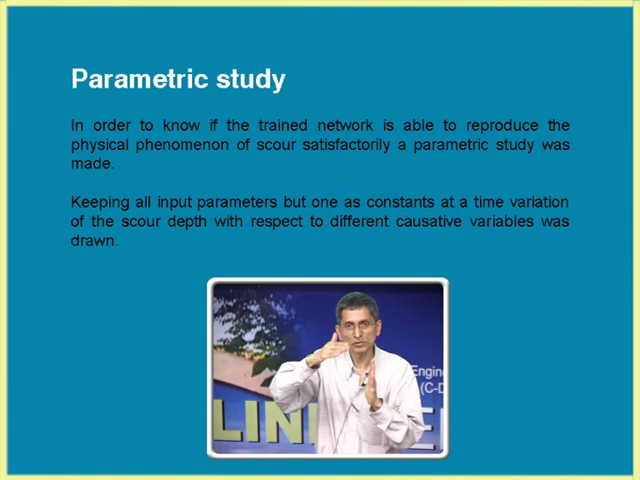 Parametric study
In order to know if the trained network is able to reproduce the
physical phenomenon of scour satisfactorily a parametric study was
made.
Keeping all input parameters but one as constants at a time variation
of the scour depth with respect to different causative variables was
drawn.
Engin
(C-D
LIN E